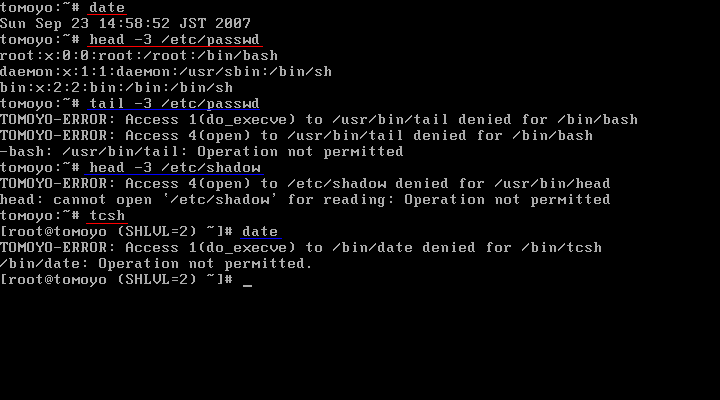 tomoyo:~# date
Sun Sep 23 14:58:52 JST 2007
tomoyo:~# head -3 /etc/passwd
root:x:0:0:root:/root:/bin/bash
daemon:x:1:1:daemon:/usr/sbin:/bin/sh
bin:x:2:2:bin:/bin:/bin/sh
tomoyo:~# tail -3 /etc/passwd
TOMOYO-ERROR: Access 1(do_execve) to /usr/bin/tail denied for /bin/bash
TOMOYO-ERROR: Access 4(open) to /usr/bin/tail denied for /bin/bash
-bash: /usr/bin/tail: Operation not permitted
tomoyo:~# head -3 /etc/shadow
TOMOYO-ERROR: Access 4(open) to /etc/shadow denied for /usr/bin/head
head: cannot open `/etc/shadow' for reading: Operation not permitted
tomoyo:~# tcsh
[root@tomoyo (SHLVL=2) ~]# date
TOMOYO-ERROR: Access 1(do_execve) to /bin/date denied for /bin/tcsh
/bin/date: Operation not permitted.
[root@tomoyo (SHLVL=2) ~]# _